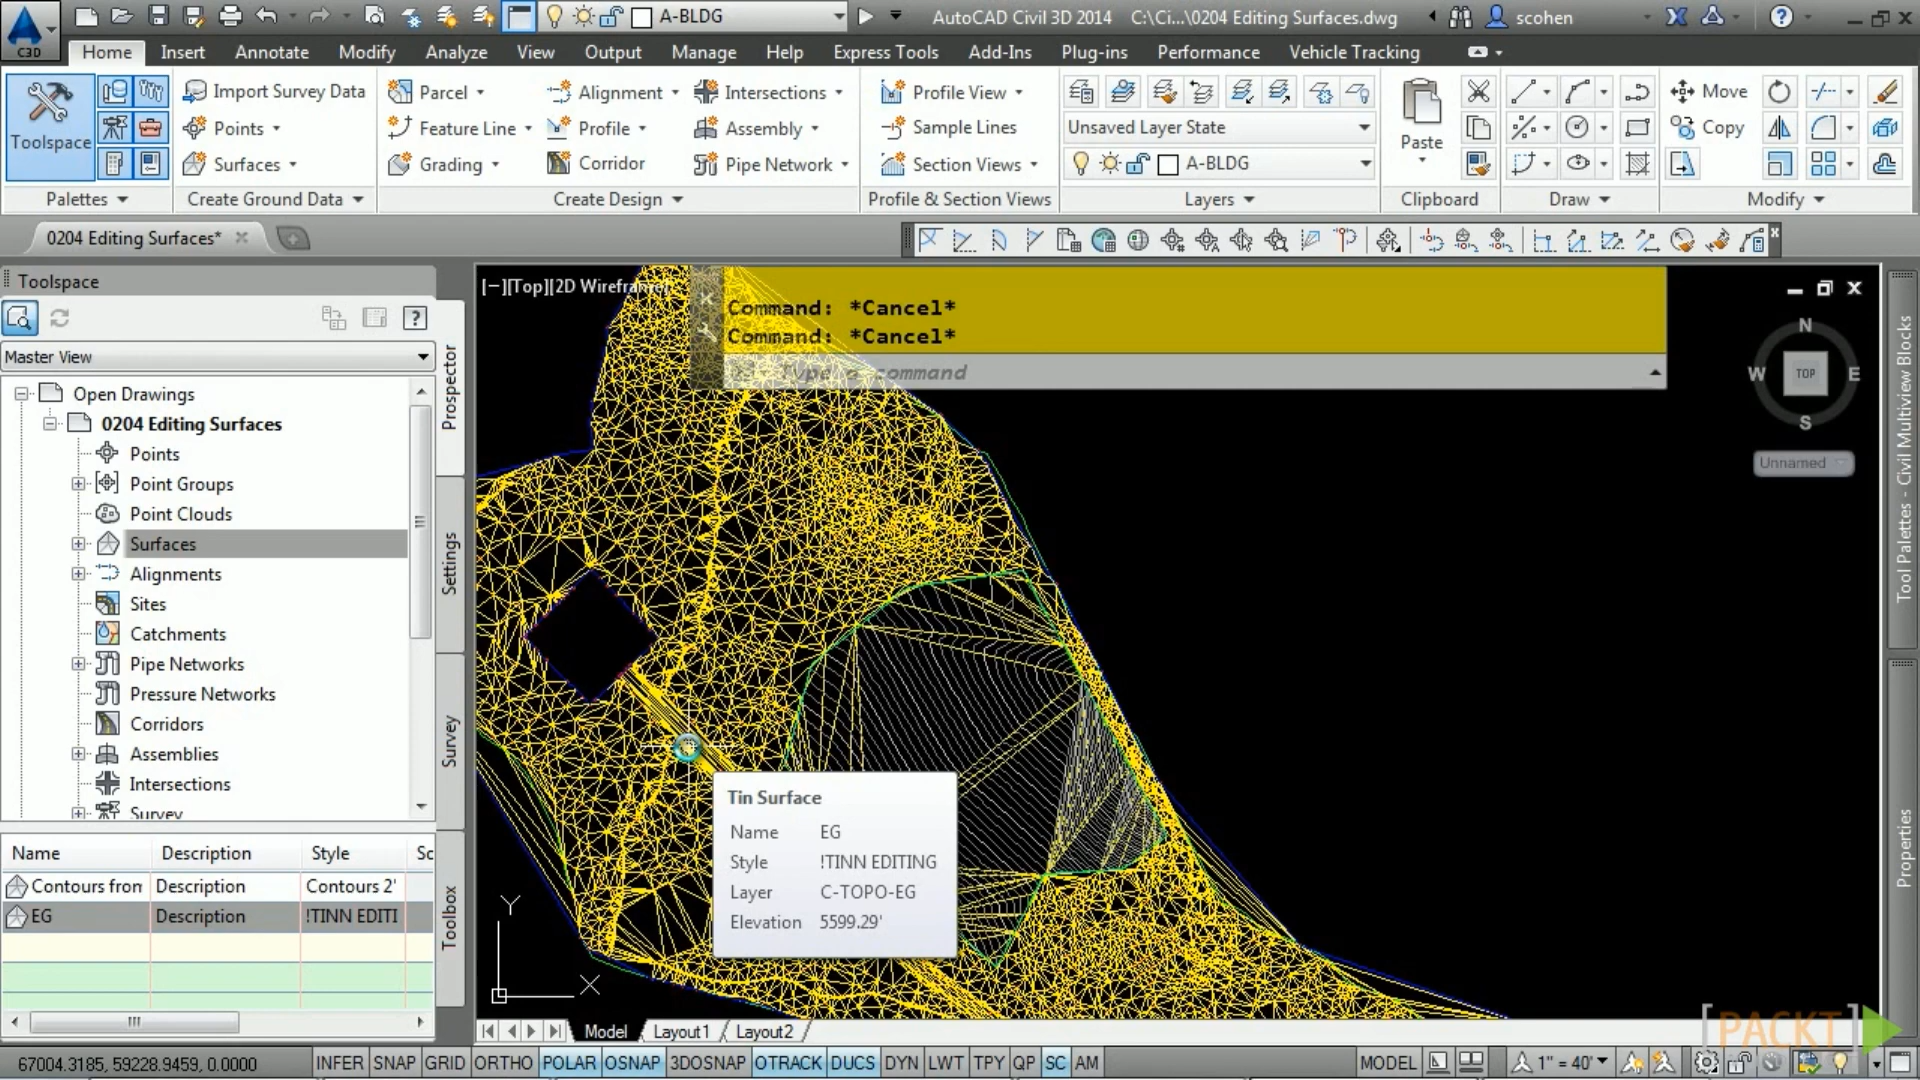 A-BLDG
AutoCAD Civil 3D 2014 C:\Ci...\0204 Editing Surfaces.dwg
scohen
C3D
Home Insert Annotate Modify Analyze View Output Manage Help Express Tools Add-Ins Plug-ins Performance Vehicle Tracking
Toolspace
Import Survey Data
Points
Surfaces
Parcel
Feature Line
Grading
Alignment
Profile
Corridor
Intersections
Assembly
Pipe Network
Profile View
Sample Lines
Section Views
Unsaved Layer State
A-BLDG
Paste
Move
Copy
Palettes
Create Ground Data
Create Design
Profile & Section Views
Layers
Clipboard
Draw
Modify
0204 Editing Surfaces*
Toolspace
Master View
Open Drawings
0204 Editing Surfaces
Points
Point Groups
Point Clouds
Surfaces
Alignments
Sites
Catchments
Pipe Networks
Pressure Networks
Corridors
Assemblies
Intersections
Survey
Prospector
Settings
Survey
Toolbox
Name Description Style Sc
Contours from Description Contours 2'
EG Description !TINN EDITI
[−][Top][2D Wireframe]
Command: *Cancel*
Command: *Cancel*
Type a command
N
W TOP E
S
Unnamed
Tool Palettes - Civil Multiview Blocks
Properties
Tin Surface
Name EG
Style !TINN EDITING
Layer C-TOPO-EG
Elevation 5599.29'
Y
X
Model Layout1 Layout2
[PACKT]
67004.3185, 59228.9459, 0.0000
INFER SNAP GRID ORTHO POLAR OSNAP 3DOSNAP OTRACK DUCS DYN LWT TPY QP SC AM
MODEL
1" = 40'